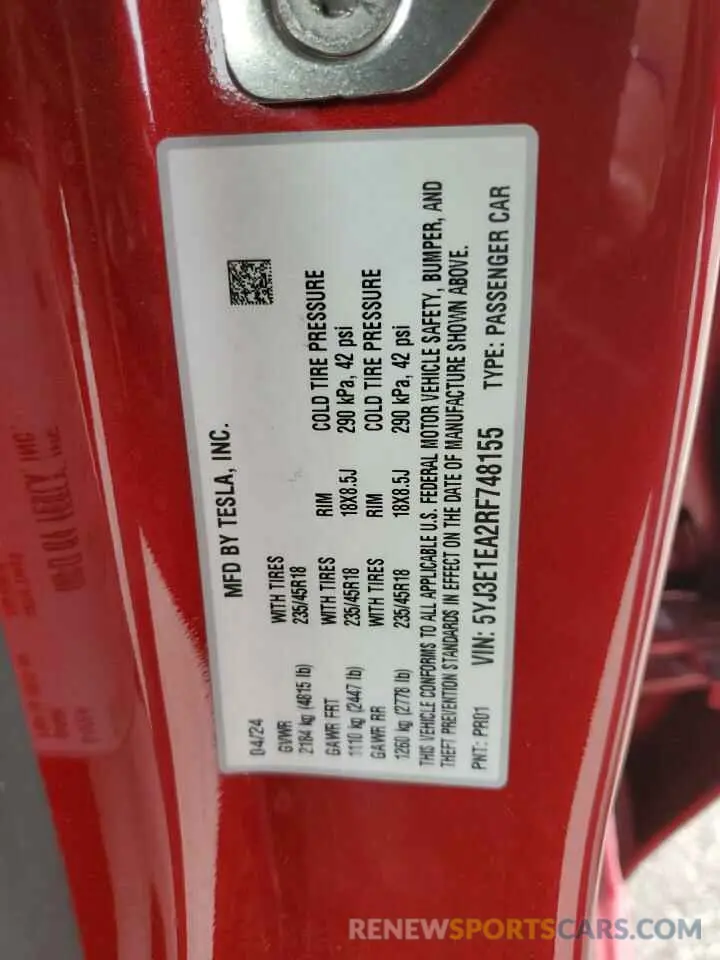 MFD BY TESLA, INC.
04/24
GVWR WITH TIRES RIM COLD TIRE PRESSURE
2184 kg (4815 lb) 235/45R18 18X8.5J 290 kPa, 42 psi
GAWR FRT WITH TIRES RIM COLD TIRE PRESSURE
1110 kg (2447 lb) 235/45R18 18X8.5J 290 kPa, 42 psi
GAWR RR
1260 kg (2778 lb) 235/45R18
THIS VEHICLE CONFORMS TO ALL APPLICABLE U.S. FEDERAL MOTOR VEHICLE SAFETY, BUMPER, AND
THEFT PREVENTION STANDARDS IN EFFECT ON THE DATE OF MANUFACTURE SHOWN ABOVE.
PNT: PR01 VIN: 5YJ3E1EA2RF748155 TYPE: PASSENGER CAR
RENEWSPORTSCARS.COM